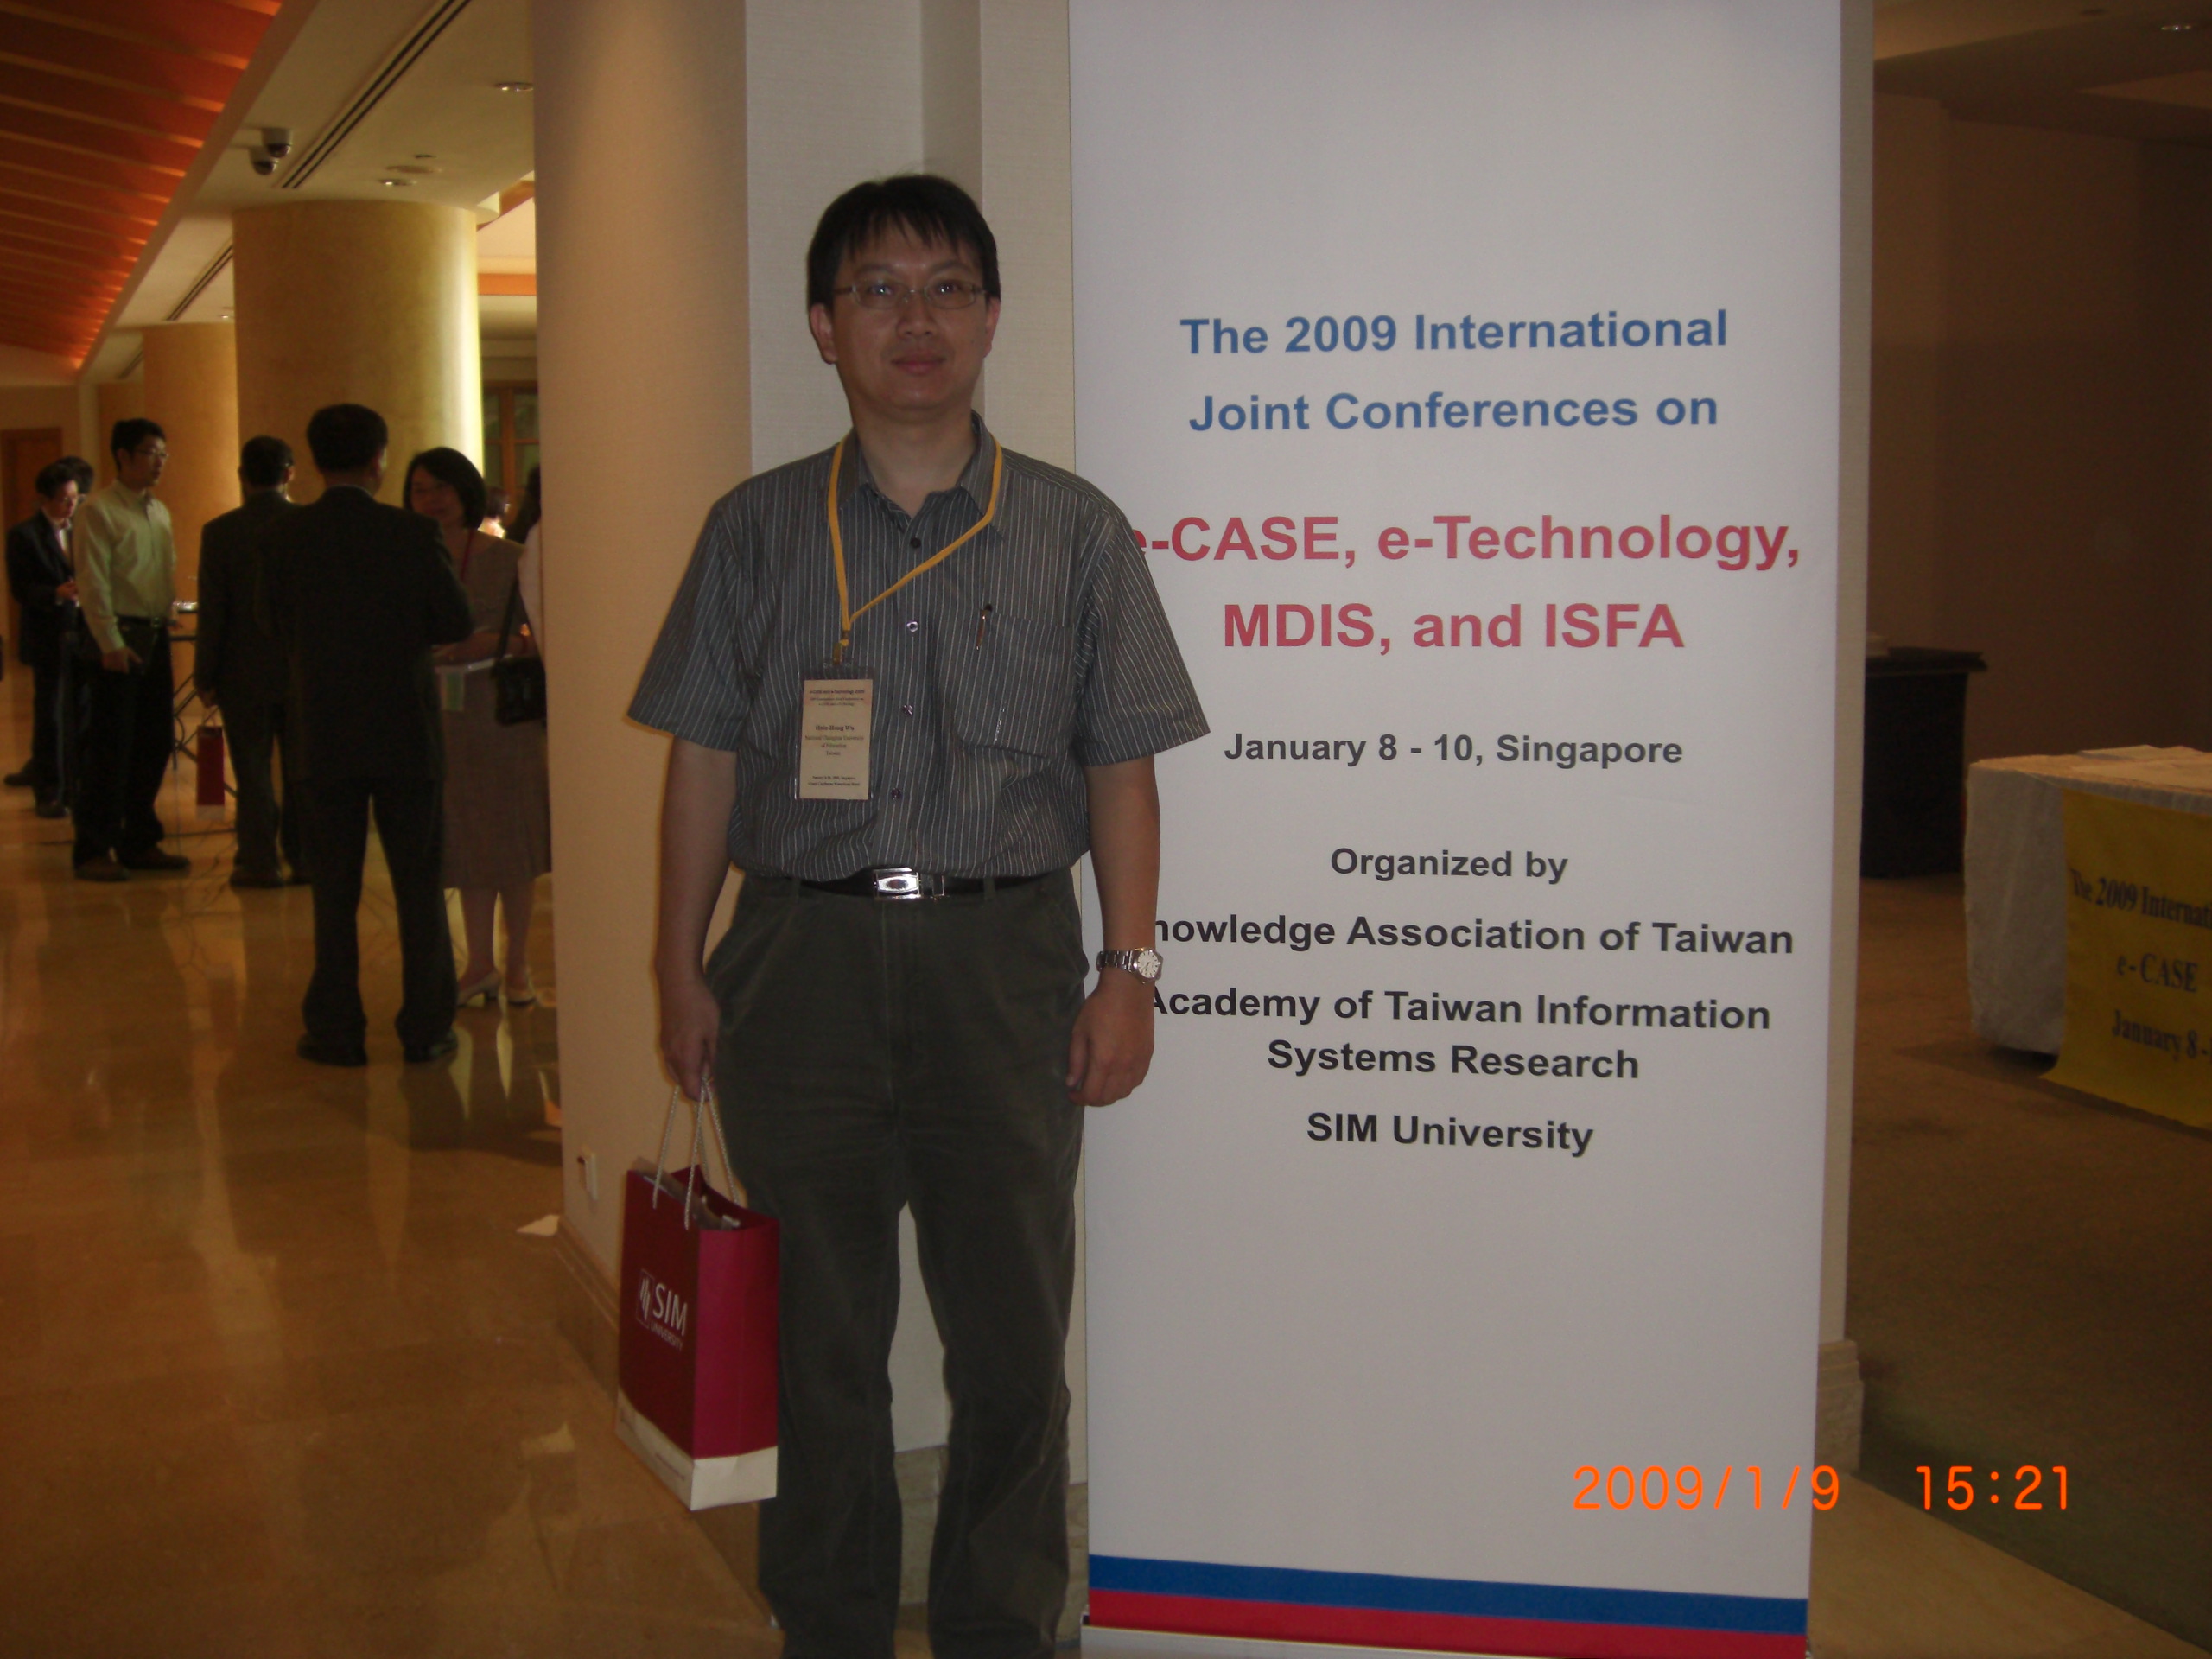 The 2009 International
Joint Conferences on
-CASE, e-Technology,
MDIS, and ISFA
January 8 - 10, Singapore
Organized by
nowledge Association of Taiwan
Academy of Taiwan Information
Systems Research
SIM University
The 2009 Internati
e-CASE
January 8-
SIM
UNIVERSITY
2009/1/9 15:21